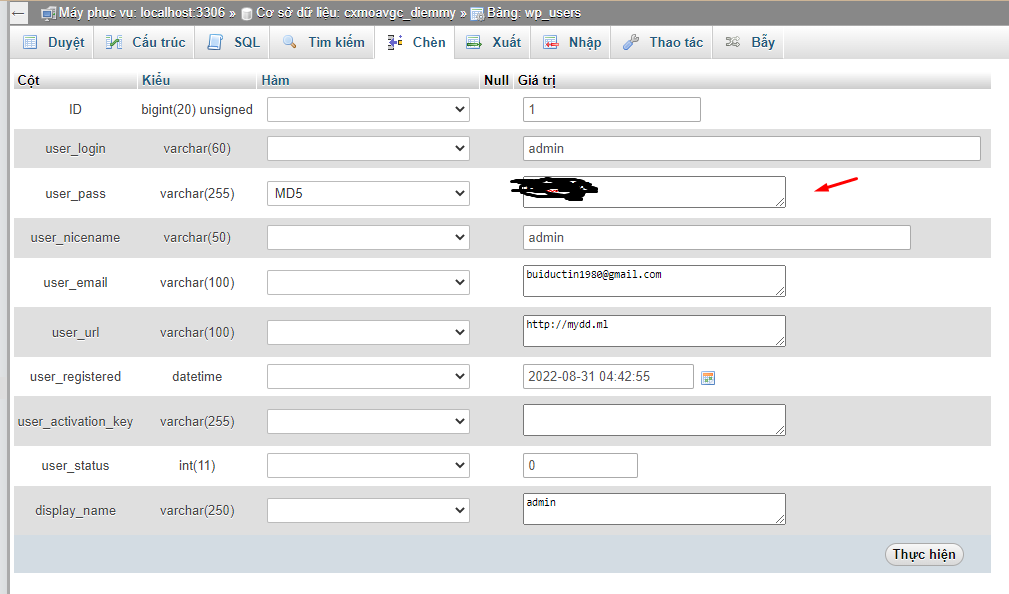 Máy phục vụ: localhost:3306 » Cơ sở dữ liệu: cxmoavgc_diemmy » Bảng: wp_users
Duyệt Cấu trúc SQL Tìm kiếm Chèn Xuất Nhập Thao tác Bẫy
Cột Kiểu Hàm Null Giá trị
ID bigint(20) unsigned 1
user_login varchar(60) admin
user_pass varchar(255) MD5
user_nicename varchar(50) admin
user_email varchar(100) buiductin1980@gmail.com
user_url varchar(100) http://mydd.ml
user_registered datetime 2022-08-31 04:42:55
user_activation_key varchar(255)
user_status int(11) 0
display_name varchar(250) admin
Thực hiện